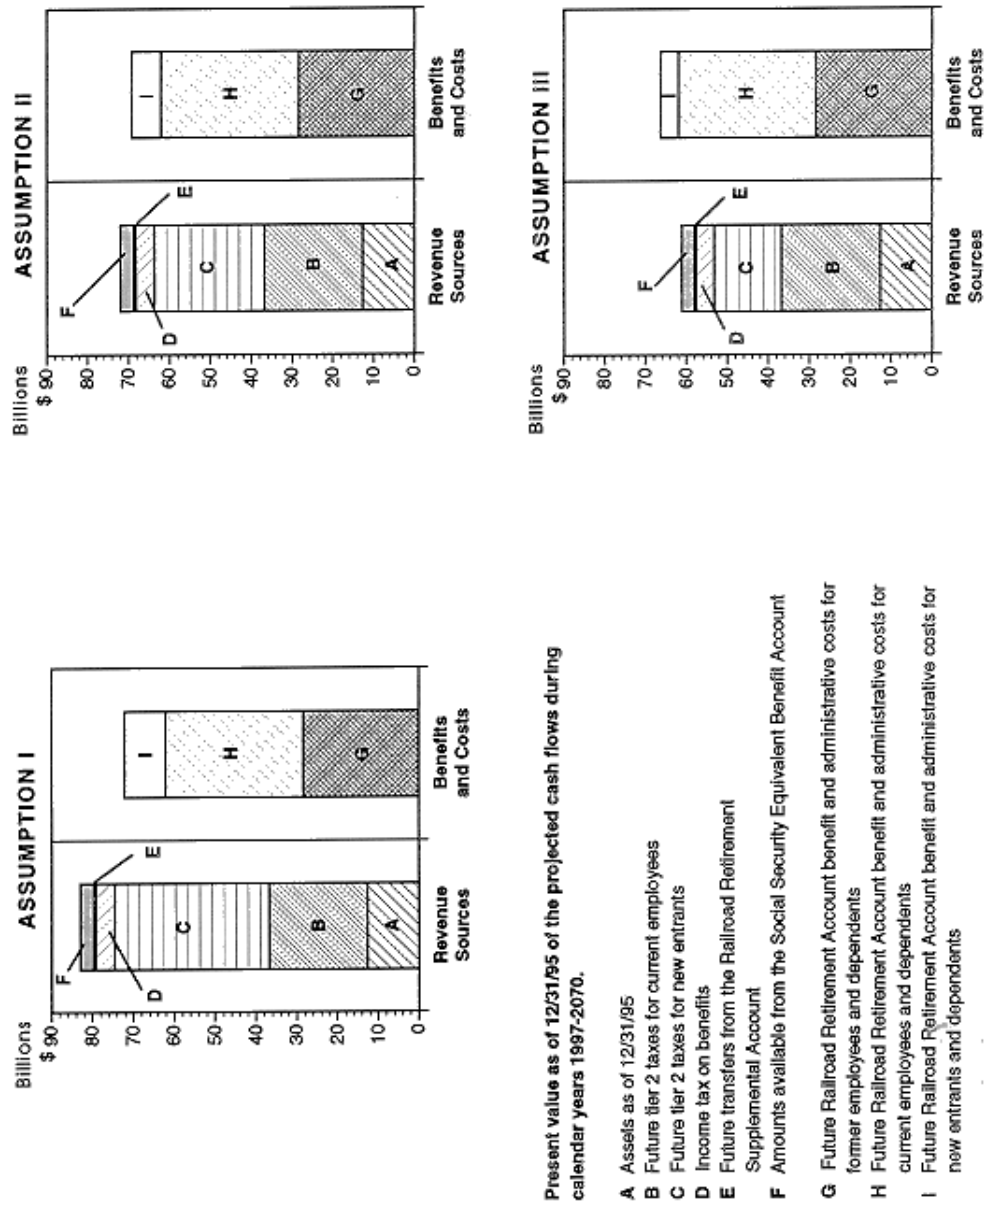 ASSUMPTION I
Billions
$ 90
80
70
60
50
40
30
20
10
0
F
E
D
C
B
A
I
H
G
Revenue
Sources
Benefits
and Costs
ASSUMPTION II
Billions
$ 90
80
70
60
50
40
30
20
10
0
F
E
D
C
B
A
I
H
G
Revenue
Sources
Benefits
and Costs
Present value as of 12/31/95 of the projected cash flows during
calendar years 1997-2070.
A Assets as of 12/31/95
B Future tier 2 taxes for current employees
C Future tier 2 taxes for new entrants
D Income tax on benefits
E Future transfers from the Railroad Retirement
Supplemental Account
F Amounts available from the Social Security Equivalent Benefit Account
G Future Railroad Retirement Account benefit and administrative costs for
former employees and dependents
H Future Railroad Retirement Account benefit and administrative costs for
current employees and dependents
I Future Railroad Retirement Account benefit and administrative costs for
new entrants and dependents
ASSUMPTION III
Billions
$ 90
80
70
60
50
40
30
20
10
0
F
E
D
C
B
A
I
H
G
Revenue
Sources
Benefits
and Costs